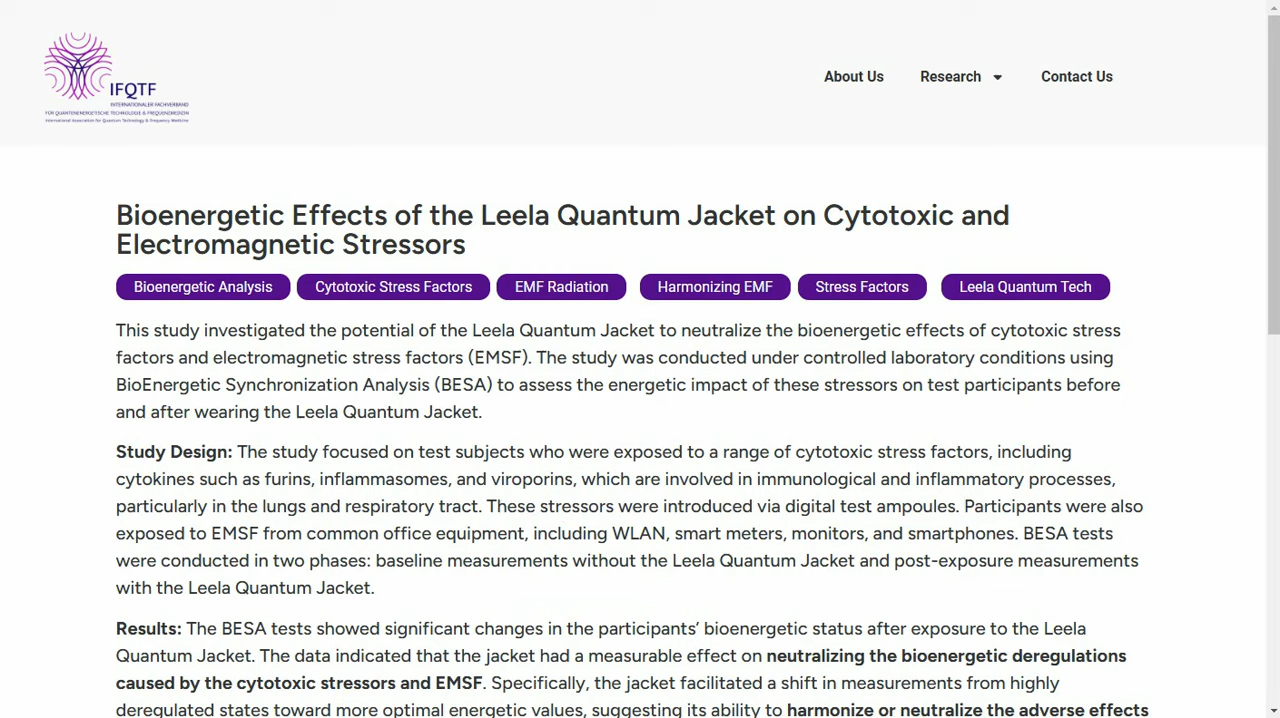 IFQTF
INTERNATIONALER FACHVERBAND
FÜR QUANTENENERGETISCHE TECHNOLOGIE & FREQUENZMEDIZIN
International Association for Quantum Technology & Frequency Medicine
About Us
Research
Contact Us
Bioenergetic Effects of the Leela Quantum Jacket on Cytotoxic and
Electromagnetic Stressors
Bioenergetic Analysis
Cytotoxic Stress Factors
EMF Radiation
Harmonizing EMF
Stress Factors
Leela Quantum Tech
This study investigated the potential of the Leela Quantum Jacket to neutralize the bioenergetic effects of cytotoxic stress
factors and electromagnetic stress factors (EMSF). The study was conducted under controlled laboratory conditions using
BioEnergetic Synchronization Analysis (BESA) to assess the energetic impact of these stressors on test participants before
and after wearing the Leela Quantum Jacket.
Study Design: The study focused on test subjects who were exposed to a range of cytotoxic stress factors, including
cytokines such as furins, inflammasomes, and viroporins, which are involved in immunological and inflammatory processes,
particularly in the lungs and respiratory tract. These stressors were introduced via digital test ampoules. Participants were also
exposed to EMSF from common office equipment, including WLAN, smart meters, monitors, and smartphones. BESA tests
were conducted in two phases: baseline measurements without the Leela Quantum Jacket and post-exposure measurements
with the Leela Quantum Jacket.
Results: The BESA tests showed significant changes in the participants’ bioenergetic status after exposure to the Leela
Quantum Jacket. The data indicated that the jacket had a measurable effect on neutralizing the bioenergetic deregulations
caused by the cytotoxic stressors and EMSF. Specifically, the jacket facilitated a shift in measurements from highly
deregulated states toward more optimal energetic values, suggesting its ability to harmonize or neutralize the adverse effects